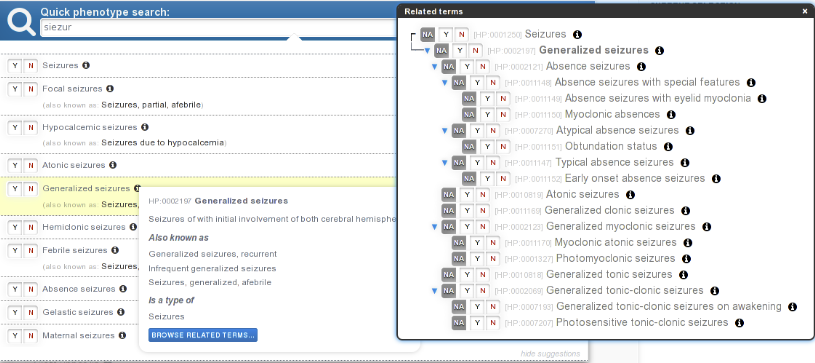 Quick phenotype search:
siezur
Y N Seizures
Y N Focal seizures
(also known as: Seizures, partial, afebrile)
Y N Hypocalcemic seizures
(also known as: Seizures due to hypocalcemia)
Y N Atonic seizures
Y N Generalized seizures
(also known as: Seizures,
Y N Hemiclonic seizures
Y N Febrile seizures
(also known as: Seizures,
Y N Absence seizures
Y N Gelastic seizures
Y N Maternal seizures
HP:0002197 Generalized seizures
Seizures of with initial involvement of both cerebral hemisphe
Also known as
Generalized seizures, recurrent
Infrequent generalized seizures
Seizures, generalized, afebrile
Is a type of
Seizures
BROWSE RELATED TERMS...
hide suggestions
Related terms ×
NA Y N [HP:0001250] Seizures
NA Y N [HP:0002197] Generalized seizures
NA Y N [HP:0002121] Absence seizures
NA Y N [HP:0011148] Absence seizures with special features
NA Y N [HP:0011149] Absence seizures with eyelid myoclonia
NA Y N [HP:0011150] Myoclonic absences
NA Y N [HP:0007270] Atypical absence seizures
NA Y N [HP:0011151] Obtundation status
NA Y N [HP:0011147] Typical absence seizures
NA Y N [HP:0011152] Early onset absence seizures
NA Y N [HP:0010819] Atonic seizures
NA Y N [HP:0011169] Generalized clonic seizures
NA Y N [HP:0002123] Generalized myoclonic seizures
NA Y N [HP:0011170] Myoclonic atonic seizures
NA Y N [HP:0001327] Photomyoclonic seizures
NA Y N [HP:0010818] Generalized tonic seizures
NA Y N [HP:0002069] Generalized tonic-clonic seizures
NA Y N [HP:0007193] Generalized tonic-clonic seizures on awakening
NA Y N [HP:0007207] Photosensitive tonic-clonic seizures